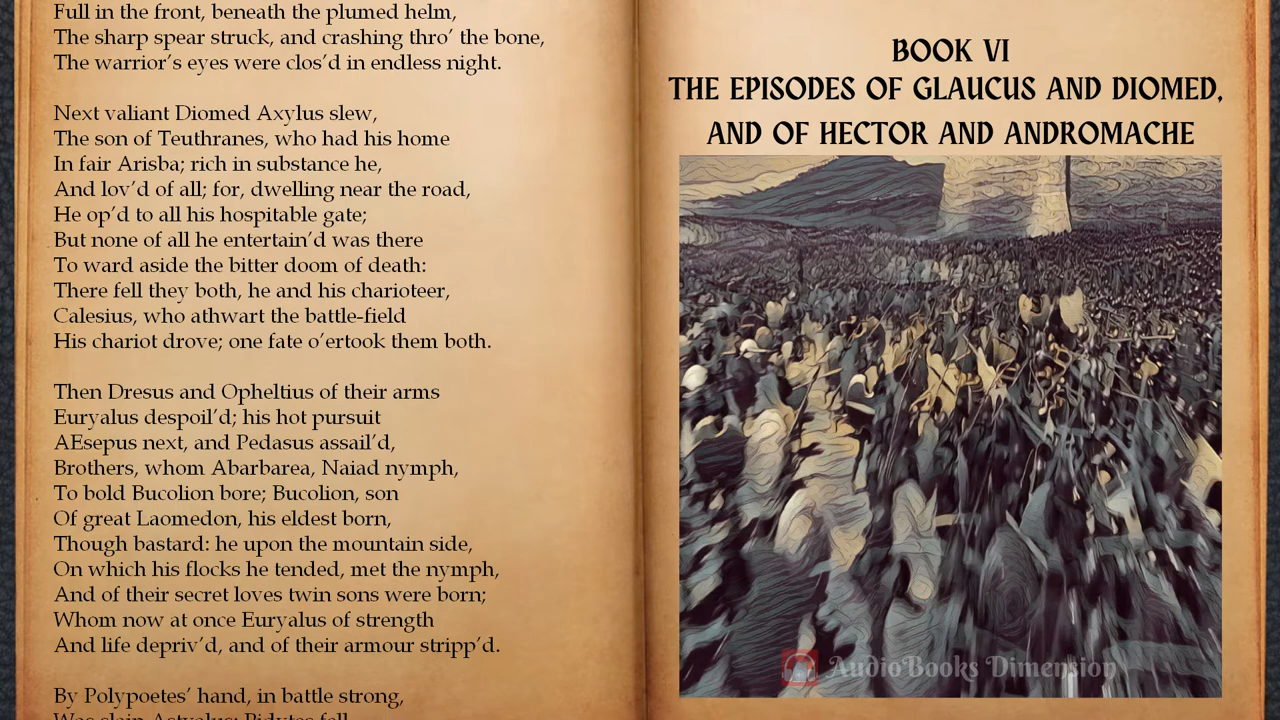 Full in the front, beneath the plumed helm,
The sharp spear struck, and crashing thro’ the bone,
The warrior’s eyes were clos’d in endless night.
Next valiant Diomed Axylus slew,
The son of Teuthranes, who had his home
In fair Arisba; rich in substance he,
And lov’d of all; for, dwelling near the road,
He op’d to all his hospitable gate;
But none of all he entertain’d was there
To ward aside the bitter doom of death:
There fell they both, he and his charioteer,
Calesius, who athwart the battle-field
His chariot drove; one fate o’ertook them both.
Then Dresus and Opheltius of their arms
Euryalus despoil’d; his hot pursuit
AEsepus next, and Pedasus assail’d,
Brothers, whom Abarbarea, Naiad nymph,
To bold Bucolion bore; Bucolion, son
Of great Laomedon, his eldest born,
Though bastard: he upon the mountain side,
On which his flocks he tended, met the nymph,
And of their secret loves twin sons were born;
Whom now at once Euryalus of strength
And life depriv’d, and of their armour stripp’d.
By Polypoetes’ hand, in battle strong,
Was slain Astyalus; Pidytes fell
BOOK VI
THE EPISODES OF GLAUCUS AND DIOMED,
AND OF HECTOR AND ANDROMACHE
AudioBooks Dimension